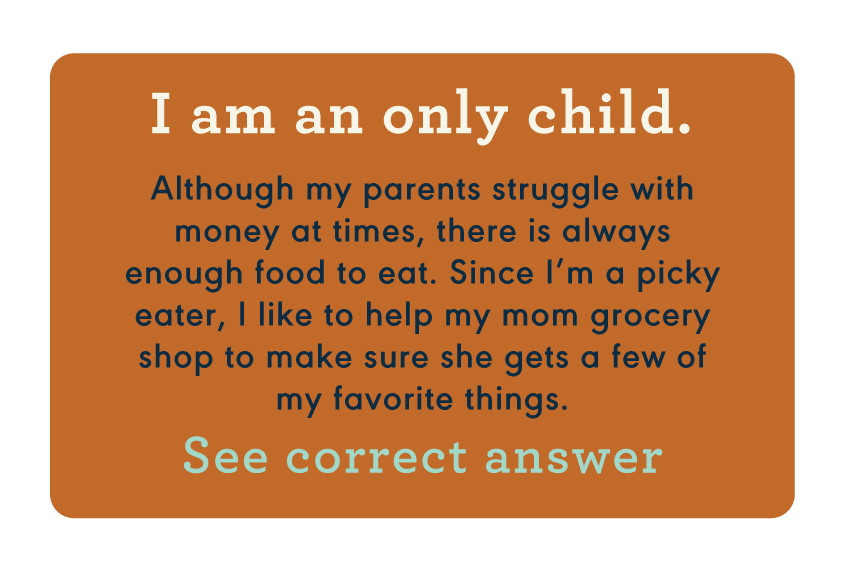 I am an only child.
Although my parents struggle with
money at times, there is always
enough food to eat. Since I’m a picky
eater, I like to help my mom grocery
shop to make sure she gets a few of
my favorite things.
See correct answer